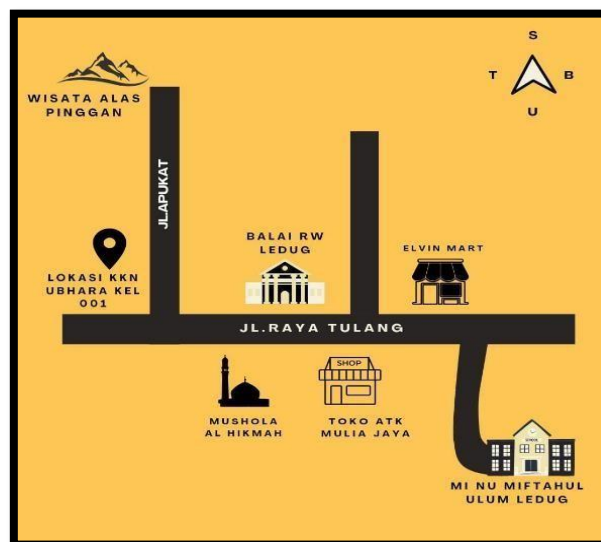 S
T B
U
WISATA ALAS
PINGGAN
JL.APUKAT
BALAI RW
LEDUG
ELVIN MART
LOKASI KKN
UBHARA KEL
001
JL.RAYA TULANG
SHOP
MUSHOLA
AL HIKMAH
TOKO ATK
MULIA JAYA
MI NU MIFTAHUL
ULUM LEDUG